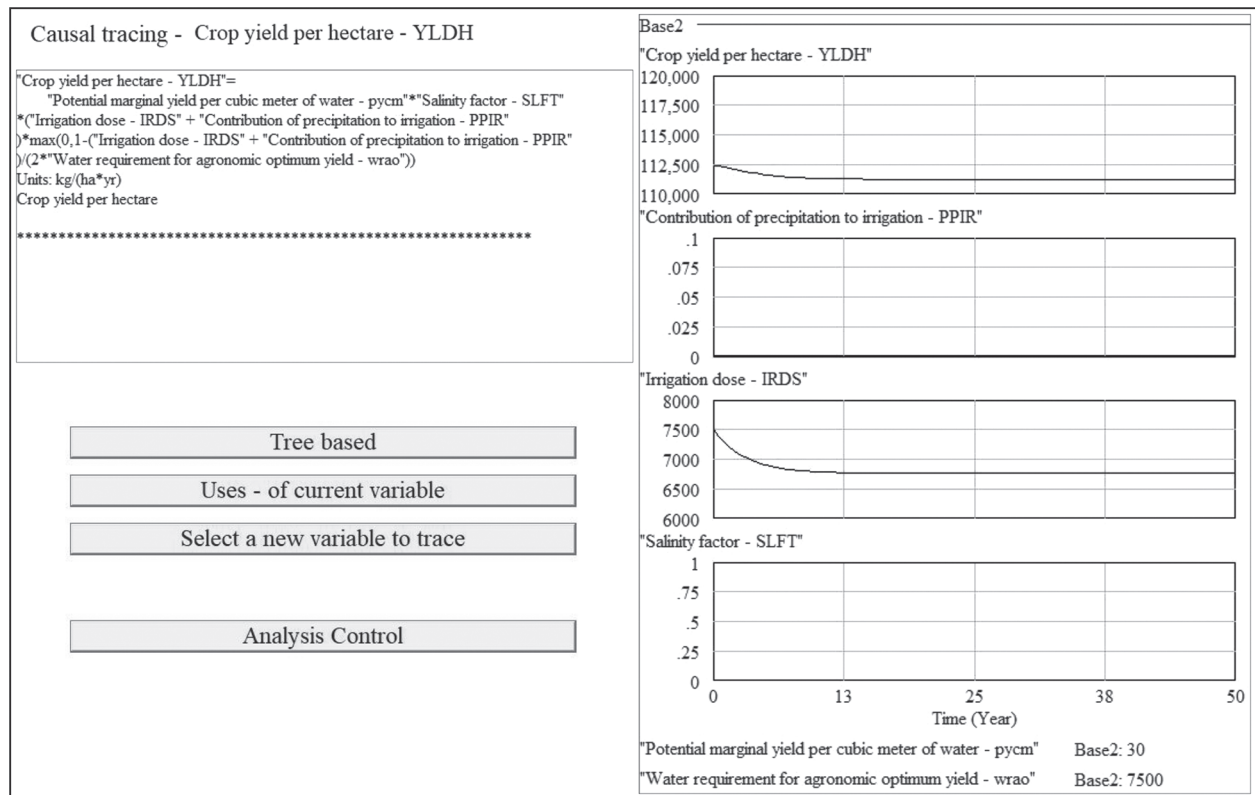 Causal tracing - Crop yield per hectare - YLDH
"Crop yield per hectare - YLDH"=
"Potential marginal yield per cubic meter of water - pycm"*"Salinity factor - SLFT"
*("Irrigation dose - IRDS" + "Contribution of precipitation to irrigation - PPIR"
)*max(0,1-("Irrigation dose - IRDS" + "Contribution of precipitation to irrigation - PPIR"
)/(2*"Water requirement for agronomic optimum yield - wrao"))
Units: kg/(ha*yr)
Crop yield per hectare
**************************************************************
Tree based
Uses - of current variable
Select a new variable to trace
Analysis Control
Base2
"Crop yield per hectare - YLDH"
120,000
117,500
115,000
112,500
110,000
"Contribution of precipitation to irrigation - PPIR"
.1
.075
.05
.025
0
"Irrigation dose - IRDS"
8000
7500
7000
6500
6000
"Salinity factor - SLFT"
1
.75
.5
.25
0
0 13 25 38 50
Time (Year)
"Potential marginal yield per cubic meter of water - pycm" Base2: 30
"Water requirement for agronomic optimum yield - wrao" Base2: 7500